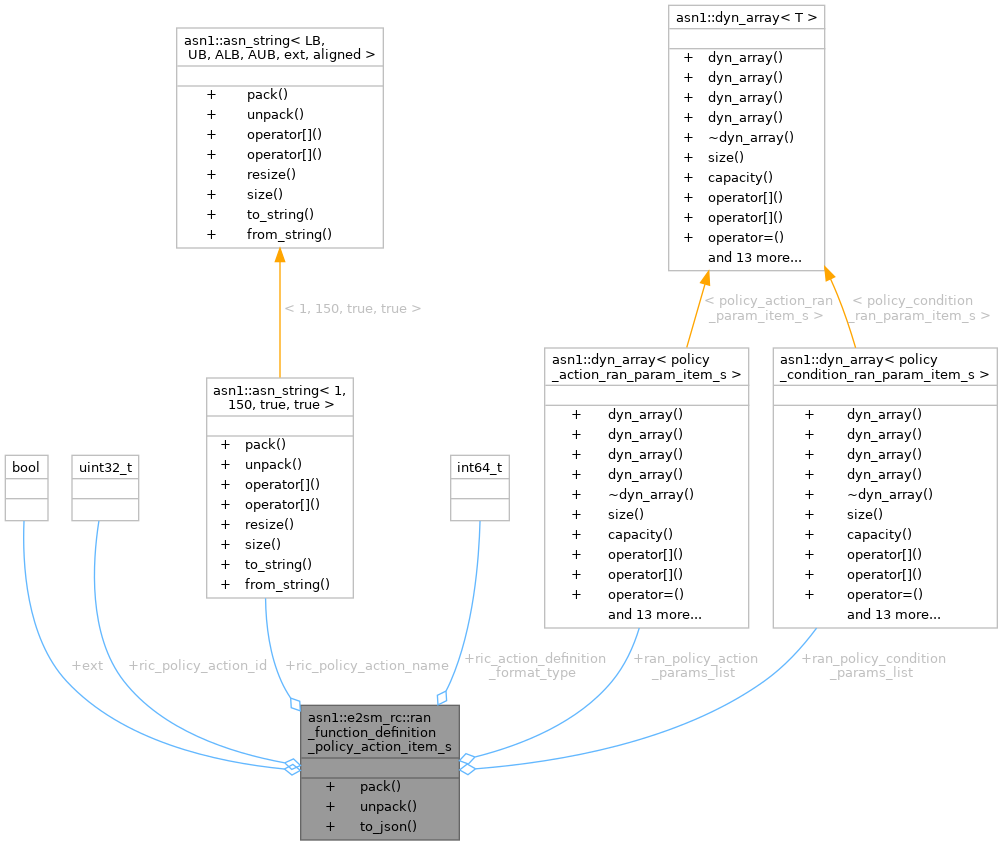 asn1::asn_string< LB,
UB, ALB, AUB, ext, aligned >
+ pack()
+ unpack()
+ operator[]()
+ operator[]()
+ resize()
+ size()
+ to_string()
+ from_string()
asn1::dyn_array< T >
+ dyn_array()
+ dyn_array()
+ dyn_array()
+ dyn_array()
+ ~dyn_array()
+ size()
+ capacity()
+ operator[]()
+ operator[]()
+ operator=()
and 13 more...
< 1, 150, true, true >
< policy_action_ran
_param_item_s >
< policy_condition
_ran_param_item_s >
bool
uint32_t
asn1::asn_string< 1,
150, true, true >
+ pack()
+ unpack()
+ operator[]()
+ operator[]()
+ resize()
+ size()
+ to_string()
+ from_string()
int64_t
asn1::dyn_array< policy
_action_ran_param_item_s >
+ dyn_array()
+ dyn_array()
+ dyn_array()
+ dyn_array()
+ ~dyn_array()
+ size()
+ capacity()
+ operator[]()
+ operator[]()
+ operator=()
and 13 more...
asn1::dyn_array< policy
_condition_ran_param_item_s >
+ dyn_array()
+ dyn_array()
+ dyn_array()
+ dyn_array()
+ ~dyn_array()
+ size()
+ capacity()
+ operator[]()
+ operator[]()
+ operator=()
and 13 more...
+ext
+ric_policy_action_id
+ric_policy_action_name
+ric_action_definition
_format_type
+ran_policy_action
_params_list
+ran_policy_condition
_params_list
asn1::e2sm_rc::ran
_function_definition
_policy_action_item_s
+ pack()
+ unpack()
+ to_json()